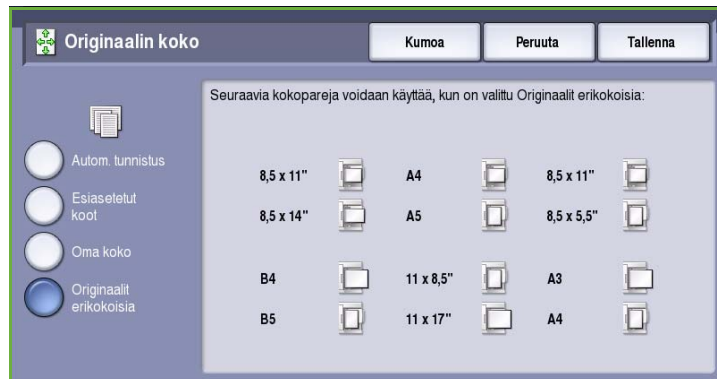 Originaalin koko
Kumoa
Peruuta
Tallenna
Seuraavia kokopareja voidaan käyttää, kun on valittu Originaalit erikokoisia:
Autom. tunnistus
Esiasetetut
koot
Oma koko
Originaalit
erikokoisia
8,5 x 11" A4 8,5 x 11"
8,5 x 14" A5 8,5 x 5,5"
B4 11 x 8,5" A3
B5 11 x 17" A4